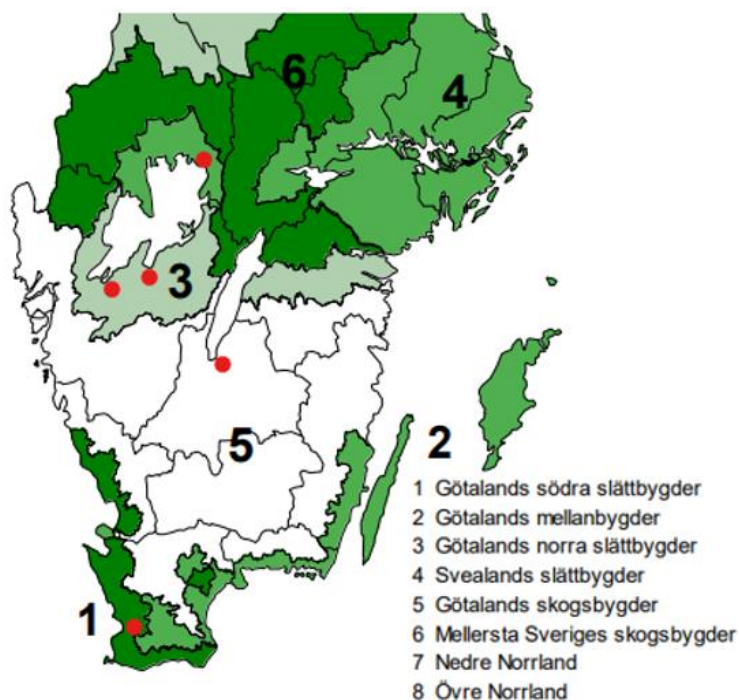 6
4
3
5
2
1
1 Götalands södra slättbygder
2 Götalands mellanbygder
3 Götalands norra slättbygder
4 Svealands slättbygder
5 Götalands skogsbygder
6 Mellersta Sveriges skogsbygder
7 Nedre Norrland
8 Övre Norrland